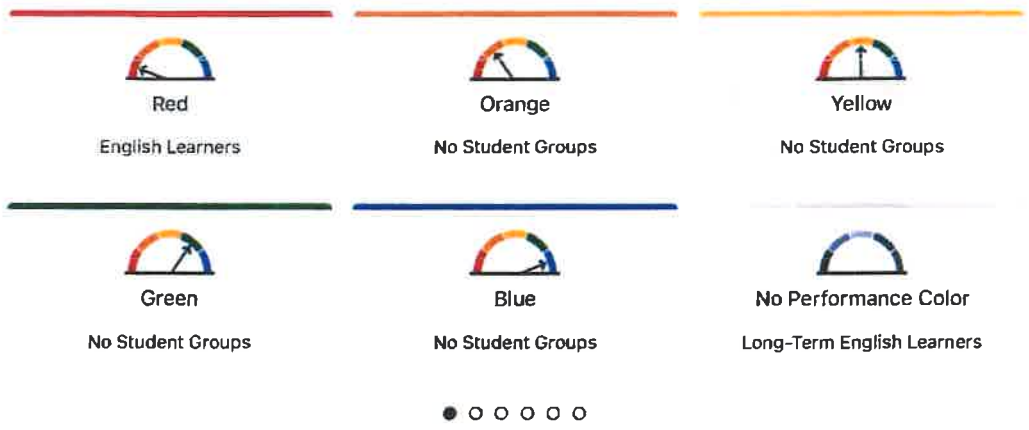 Red
Orange
Yellow
English Learners
No Student Groups
No Student Groups
Green
Blue
No Performance Color
No Student Groups
No Student Groups
Long-Term English Learners